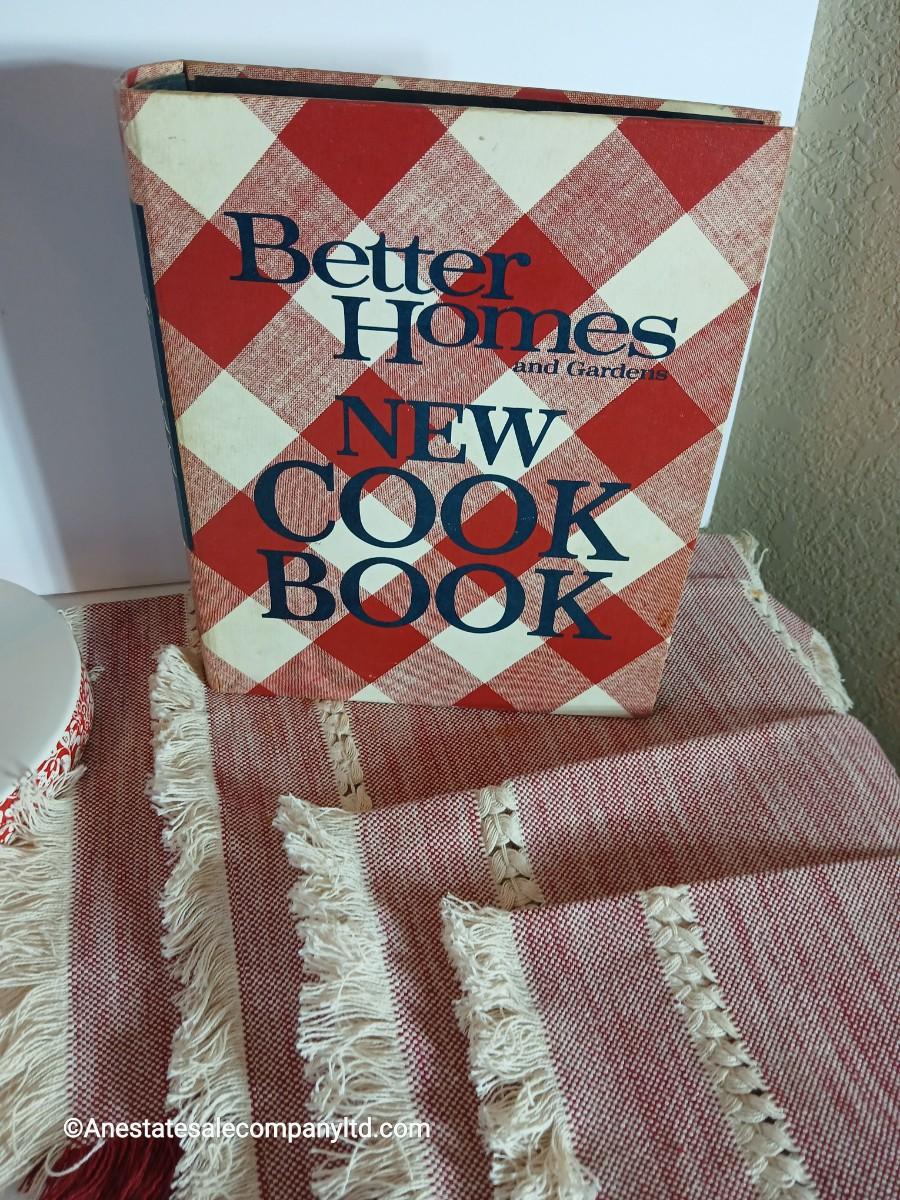 Better
Homes
and Gardens
NEW
COOK
BOOK
©Anestatesalecompanyltd.com